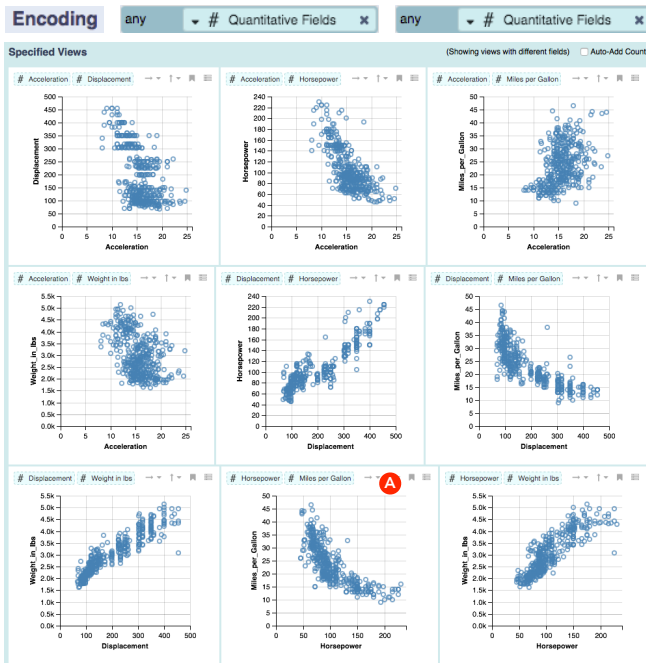 Encoding any # Quantitative Fields × any # Quantitative Fields ×
Specified Views (Showing views with different fields) Auto-Add Count
# Acceleration # Displacement
500
450
400
350
300
250
200
150
100
50
0
Displacement
0 5 10 15 20 25
Acceleration
# Acceleration # Horsepower
240
220
200
180
160
140
120
100
80
60
40
20
0
Horsepower
0 5 10 15 20 25
Acceleration
# Acceleration # Miles per Gallon
50
45
40
35
30
25
20
15
10
5
0
Miles_per_Gallon
0 5 10 15 20 25
Acceleration
# Acceleration # Weight in lbs
5.5k
5.0k
4.5k
4.0k
3.5k
3.0k
2.5k
2.0k
1.5k
1.0k
0.5k
0.0k
Weight_in_lbs
0 5 10 15 20 25
Acceleration
# Displacement # Horsepower
240
220
200
180
160
140
120
100
80
60
40
20
0
Horsepower
0 100 200 300 400 500
Displacement
# Displacement # Miles per Gallon
50
45
40
35
30
25
20
15
10
5
0
Miles_per_Gallon
0 100 200 300 400 500
Displacement
# Displacement # Weight in lbs
5.5k
5.0k
4.5k
4.0k
3.5k
3.0k
2.5k
2.0k
1.5k
1.0k
0.5k
0.0k
Weight_in_lbs
0 100 200 300 400 500
Displacement
# Horsepower # Miles per Gallon A
50
45
40
35
30
25
20
15
10
5
0
Miles_per_Gallon
0 50 100 150 200
Horsepower
# Horsepower # Weight in lbs
5.5k
5.0k
4.5k
4.0k
3.5k
3.0k
2.5k
2.0k
1.5k
1.0k
0.5k
0.0k
Weight_in_lbs
0 50 100 150 200
Horsepower